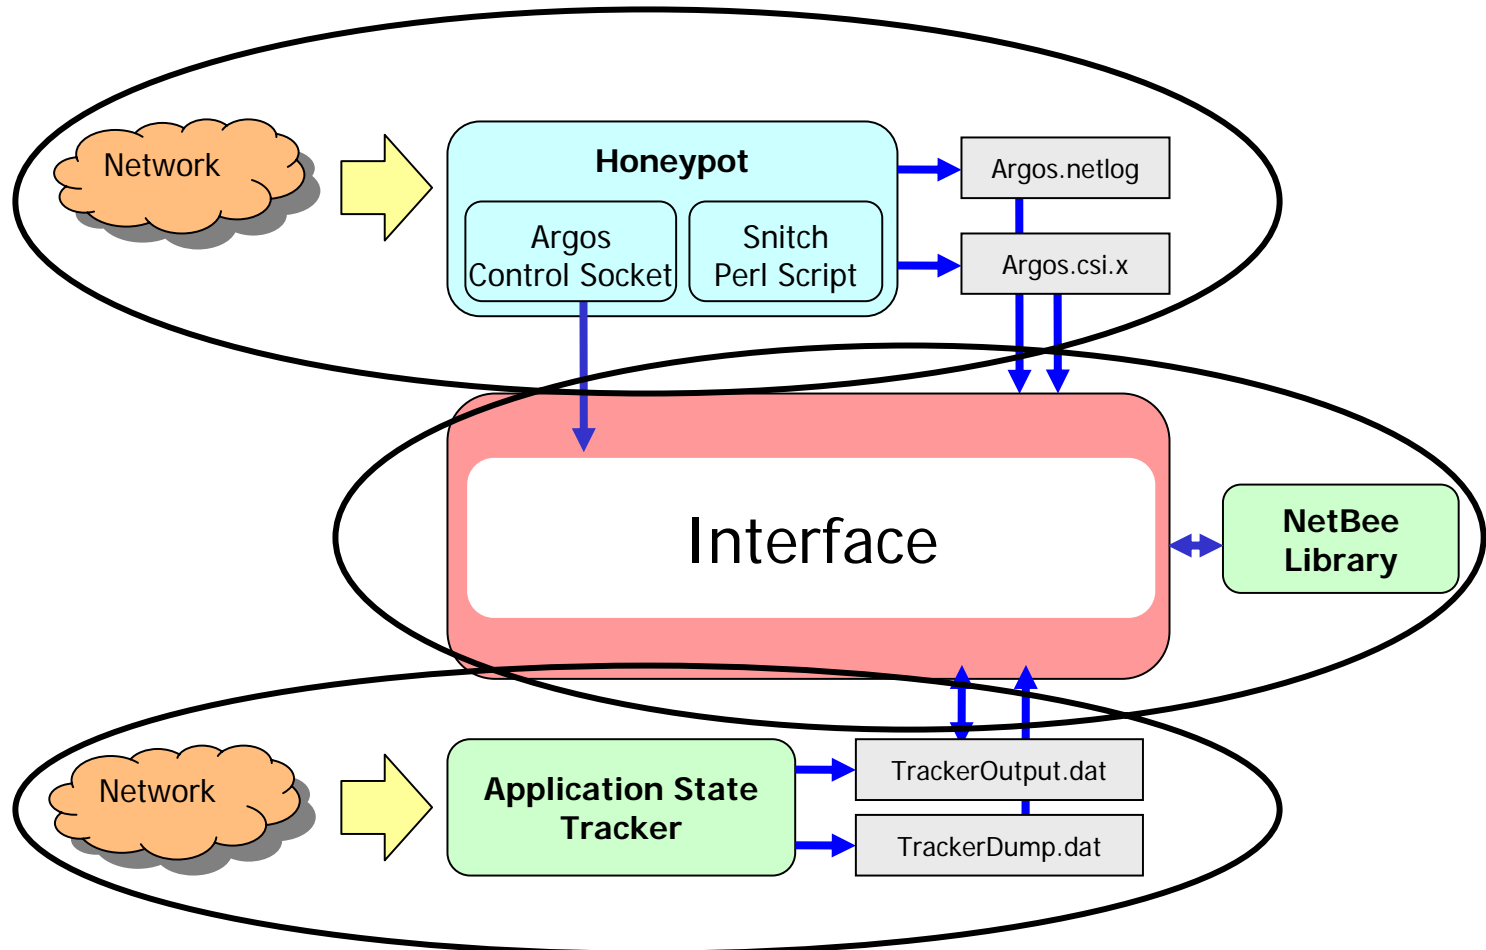 Network
Honeypot
Argos
Control Socket
Snitch
Perl Script
Argos.netlog
Argos.csi.x
Interface
NetBee
Library
Network
Application State
Tracker
TrackerOutput.dat
TrackerDump.dat